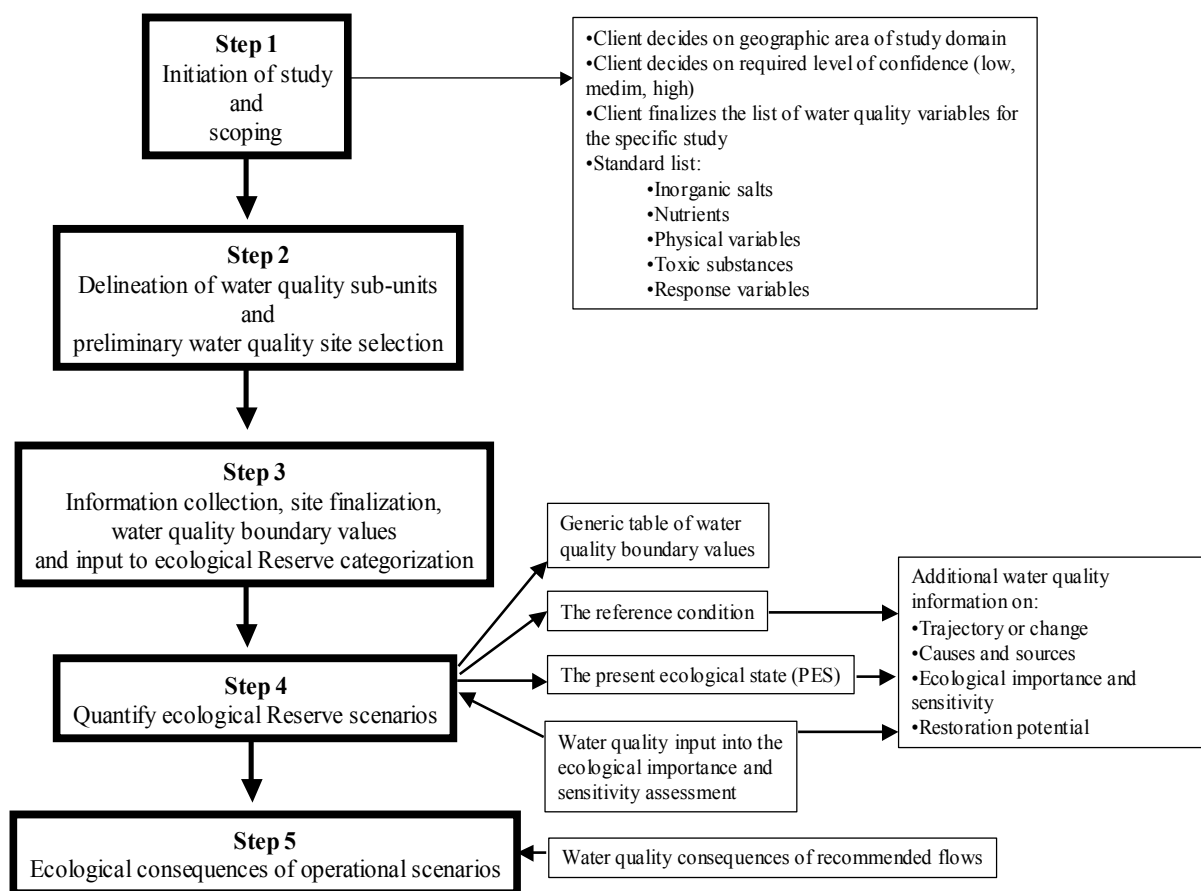 Step 1
Initiation of study
and
scoping
•Client decides on geographic area of study domain
•Client decides on required level of confidence (low,
medim, high)
•Client finalizes the list of water quality variables for
the specific study
•Standard list:
•Inorganic salts
•Nutrients
•Physical variables
•Toxic substances
•Response variables
Step 2
Delineation of water quality sub-units
and
preliminary water quality site selection
Step 3
Information collection, site finalization,
water quality boundary values
and input to ecological Reserve categorization
Generic table of water
quality boundary values
The reference condition
The present ecological state (PES)
Water quality input into the
ecological importance and
sensitivity assessment
Additional water quality
information on:
•Trajectory or change
•Causes and sources
•Ecological importance and
sensitivity
•Restoration potential
Step 4
Quantify ecological Reserve scenarios
Step 5
Ecological consequences of operational scenarios
Water quality consequences of recommended flows